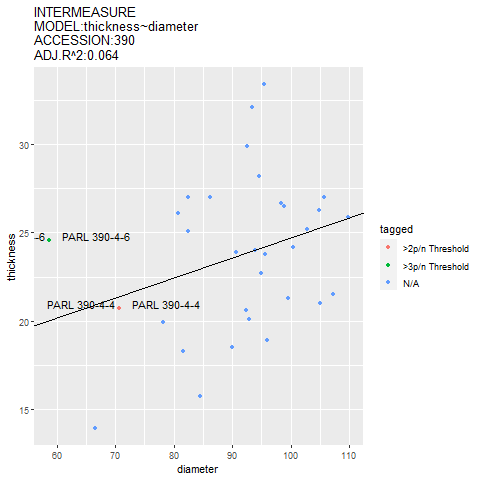 INTERMEASURE
MODEL:thickness~diameter
ACCESSION:390
ADJ.R^2:0.064
thickness
30
25
20
15
-6 PARL 390-4-6
PARL 390-4-4 PARL 390-4-4
60 70 80 90 100 110
diameter
tagged
>2p/n Threshold
>3p/n Threshold
N/A